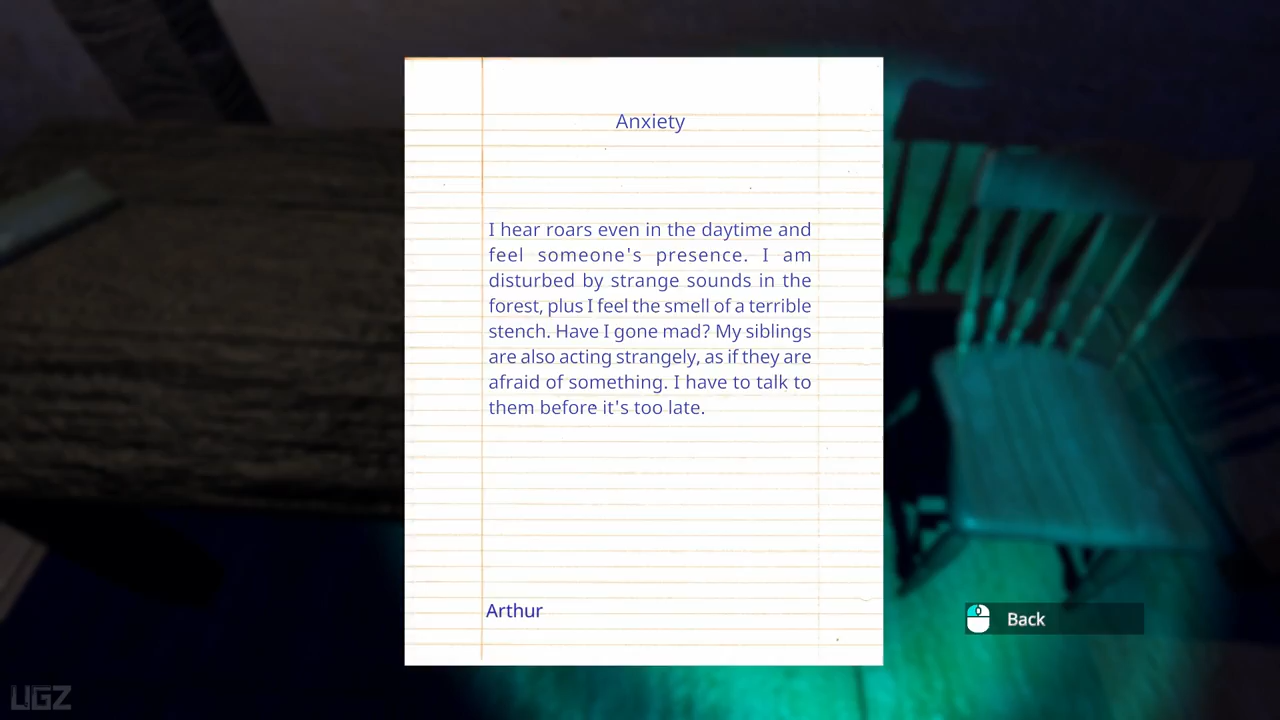 Anxiety
I hear roars even in the daytime and
feel someone's presence. I am
disturbed by strange sounds in the
forest, plus I feel the smell of a terrible
stench. Have I gone mad? My siblings
are also acting strangely, as if they are
afraid of something. I have to talk to
them before it's too late.
Arthur
Back
UGZ